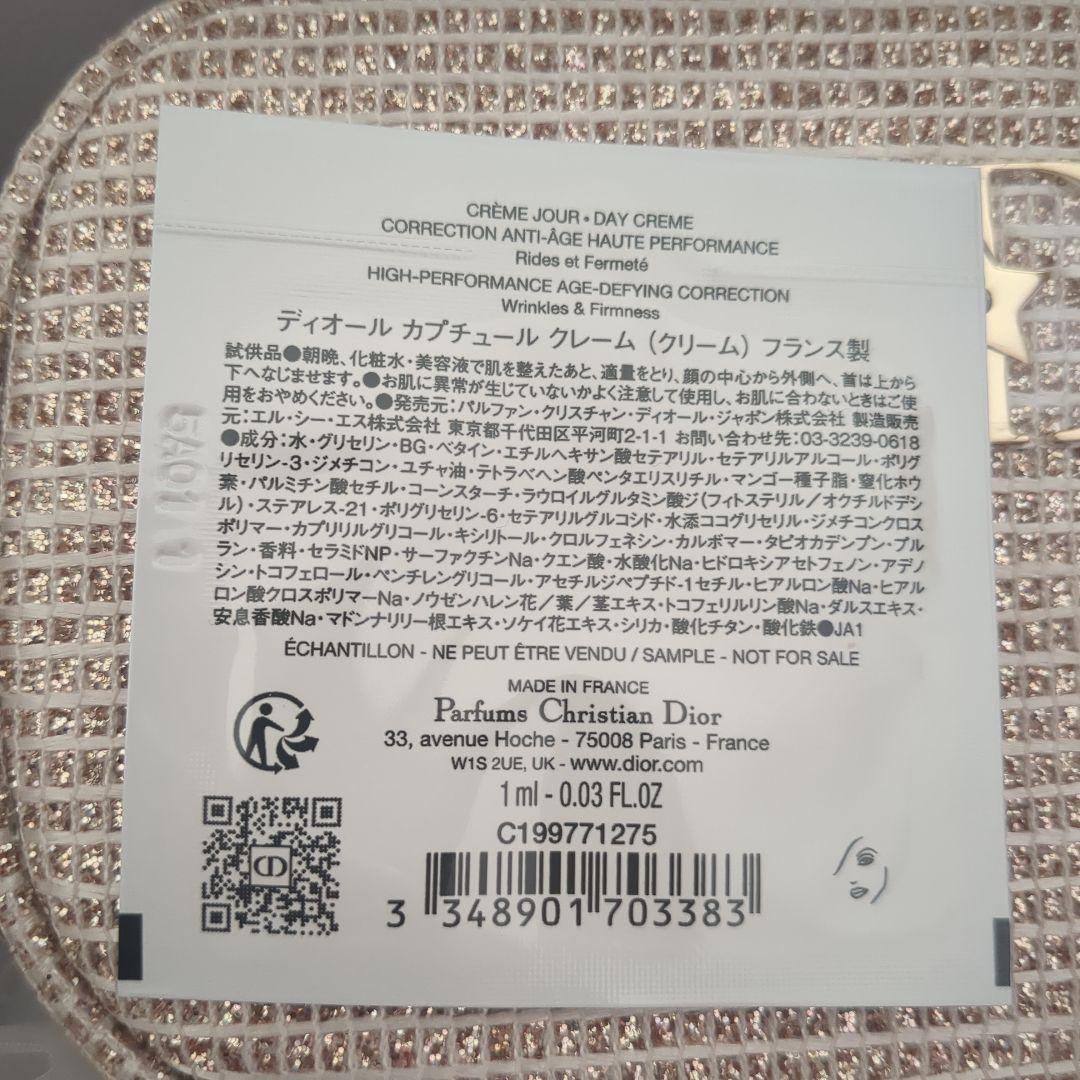 CRÈME JOUR • DAY CREME
CORRECTION ANTI-ÂGE HAUTE PERFORMANCE
Rides et Fermeté
HIGH-PERFORMANCE AGE-DEFYING CORRECTION
Wrinkles & Firmness
ディオール カプチュール クレーム（クリーム）フランス製
試供品●朝晩、化粧水・美容液で肌を整えたあと、適量をとり、顔の中心から外側へ、首は上から
下へなじませます。●お肌に異常が生じていないかよく注意して使用し、お肌に合わないときはご使
用をおやめください。●発売元：パルファン・クリスチャン・ディオール・ジャポン株式会社 製造販売
元：エル・シー・エス株式会社 東京都千代田区平河町2-1-1 お問い合わせ先：03-3239-0618
●成分：水・グリセリン・BG・ベタイン・エチルヘキサン酸セテアリル・セテアリルアルコール・ポリグ
リセリン-3・ジメチコン・ユチャ油・テトラベヘン酸ペンタエリスリチル・マンゴー種子脂・窒化ホウ
素・パルミチン酸セチル・コーンスターチ・ラウロイルグルタミン酸ジ（フィトステリル／オクチルドデシ
ル）・ステアレス-21・ポリグリセリン-6・セテアリルグルコシド・水添ココグリセリル・ジメチコンクロス
ポリマー・カプリリルグリコール・キシリトール・クロルフェネシン・カルボマー・タピオカデンプン・プル
ラン・香料・セラミドNP・サーファクチンNa・クエン酸・水酸化Na・ヒドロキシアセトフェノン・アデノ
シン・トコフェロール・ペンチレングリコール・アセチルジペプチド-1セチル・ヒアルロン酸Na・ヒアル
ロン酸クロスポリマーNa・ノウゼンハレン花／葉／茎エキス・トコフェリルリン酸Na・ダルスエキス・
安息香酸Na・マドンナリリー根エキス・ソケイ花エキス・シリカ・酸化チタン・酸化鉄●JA1
ÉCHANTILLON - NE PEUT ÊTRE VENDU / SAMPLE - NOT FOR SALE
MADE IN FRANCE
Parfums Christian Dior
33, avenue Hoche - 75008 Paris - France
W1S 2UE, UK - www.dior.com
1 ml - 0.03 FL.OZ
C199771275
3 348901 703383
CD